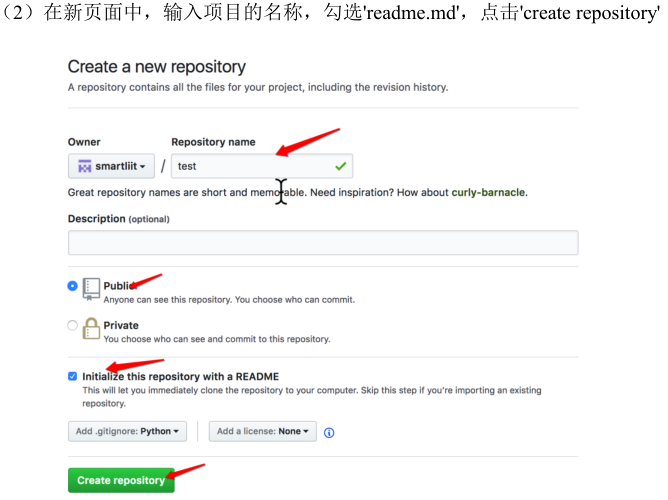 （2）在新页面中，输入项目的名称，勾选'readme.md'，点击'create repository'
Create a new repository
A repository contains all the files for your project, including the revision history.
Owner Repository name
smartliit / test
Great repository names are short and memorable. Need inspiration? How about curly-barnacle.
Description (optional)
Public
Anyone can see this repository. You choose who can commit.
Private
You choose who can see and commit to this repository.
Initialize this repository with a README
This will let you immediately clone the repository to your computer. Skip this step if you're importing an existing
repository.
Add .gitignore: Python Add a license: None
Create repository